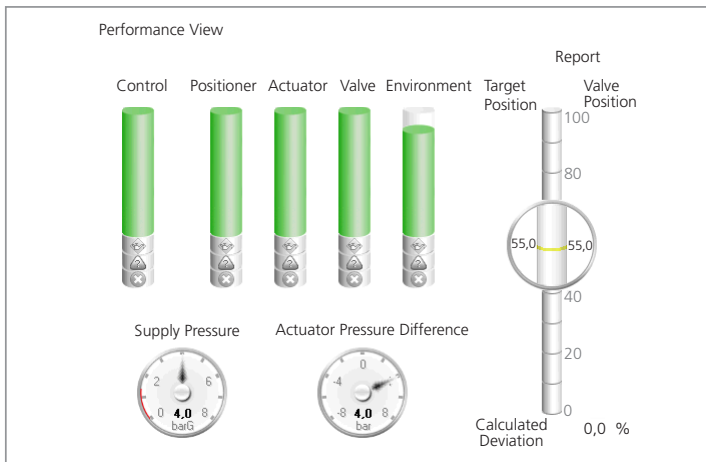 Performance View
Report
Control Positioner Actuator Valve Environment Target Position Valve Position
100
80
55,0 55,0
40
20
0
Supply Pressure Actuator Pressure Difference
0 2 6 8
4,0
barG
-8 -4 0 8
4,0
bar
Calculated Deviation 0,0 %